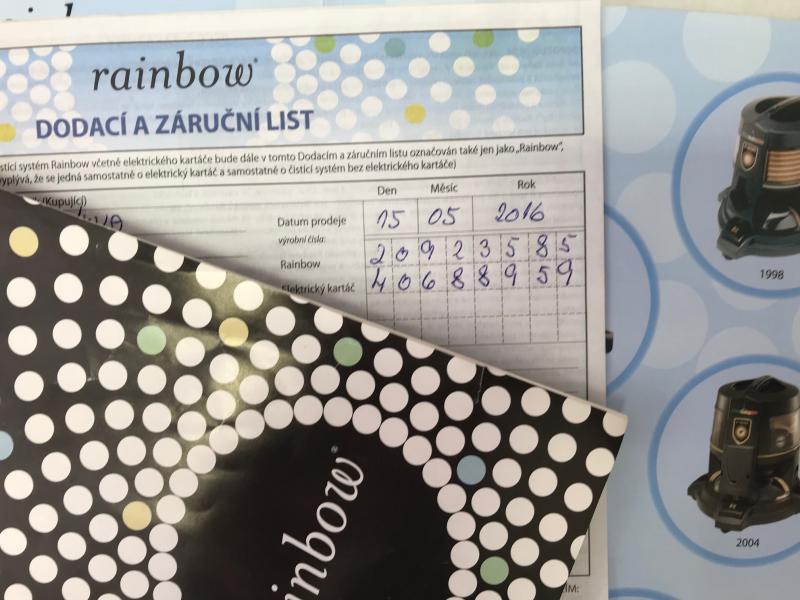 rainbow®
DODACÍ A ZÁRUČNÍ LIST
stící systém Rainbow včetně elektrického kartáče bude dále v tomto Dodacím a záručním listu označován také jen jako „Rainbow“,
vyplývá, že se jedná samostatně o elektrický kartáč a samostatně o čisticí systém bez elektrického kartáče)
(Kupující)
Den Měsíc Rok
Datum prodeje 15 05 2016
výrobní čísla:
Rainbow 2 0 9 2 3 5 8 5
Elektrický kartáč 4 0 6 8 8 9 5 9
1998
2004
inbow®